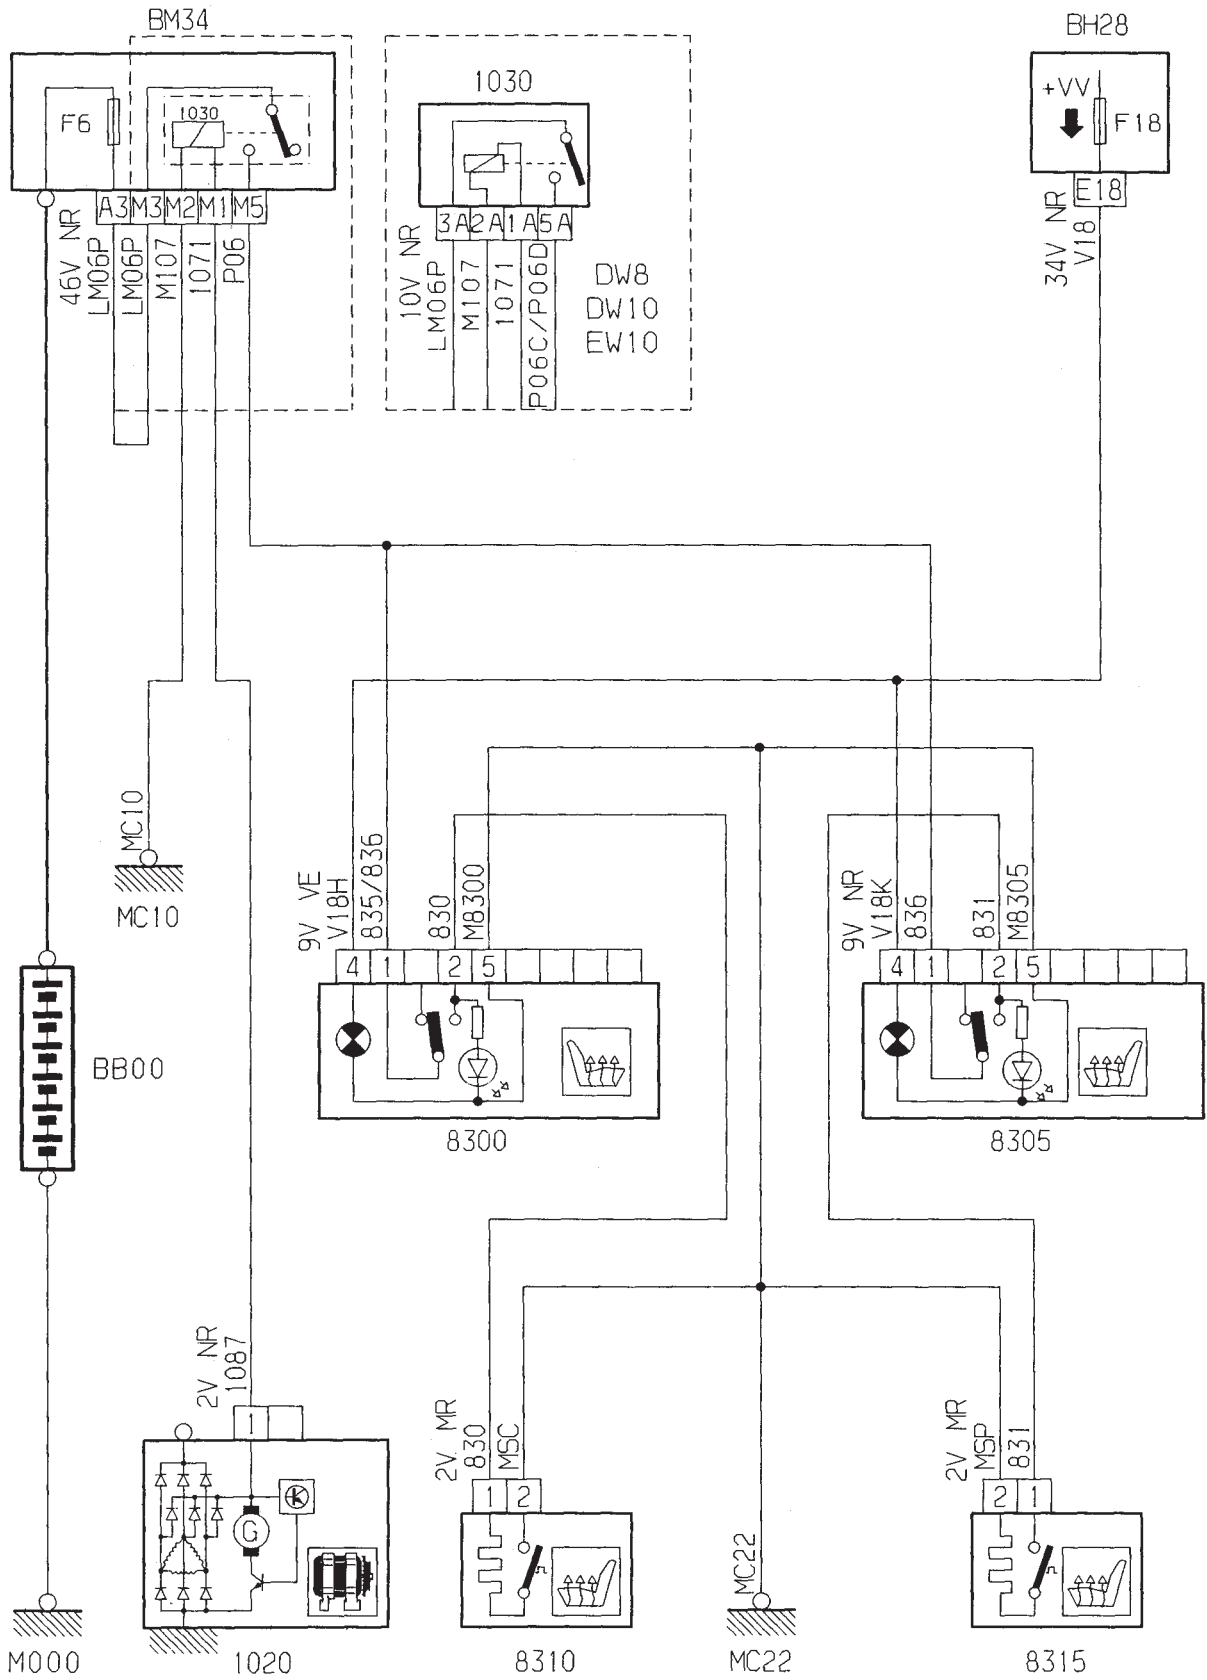 BM34
BH28
1030
+VV
F18
F6
1030
A3 M3 M2 M1 M5
E18
3A 2A 1A 5A
46V NR
LM06P
LM06P
M107
1071
P06
10V NR
LM06P
M107
1071
P06C/P06D
DW8
DW10
EW10
34V NR
V18
MC10
MC10
9V VE
V18H
835/836
830
M8300
9V NR
V18K
836
831
M8305
4 1 2 5
4 1 2 5
BB00
8300
8305
2V NR
1087
1
G
2V MR
830
MSC
1 2
2V MR
MSP
831
2 1
MC22
M000
1020
8310
MC22
8315